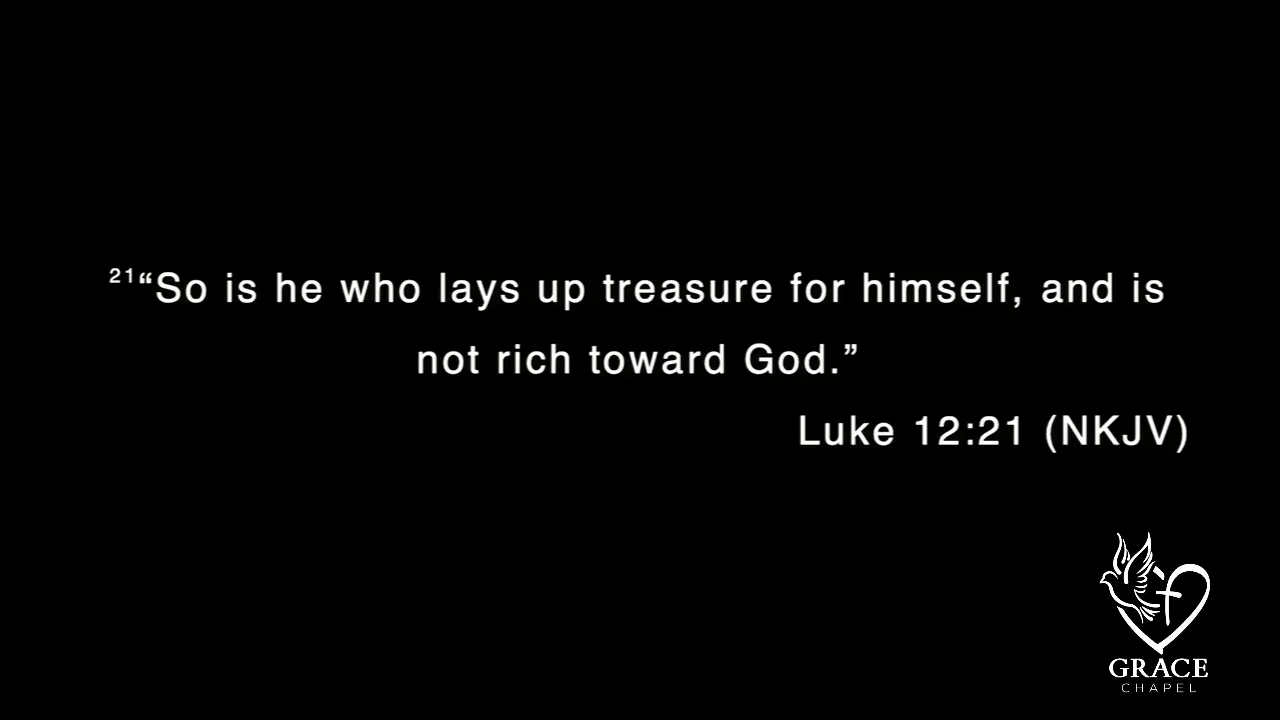 21“So is he who lays up treasure for himself, and is
not rich toward God.”
Luke 12:21 (NKJV)
GRACE
CHAPEL